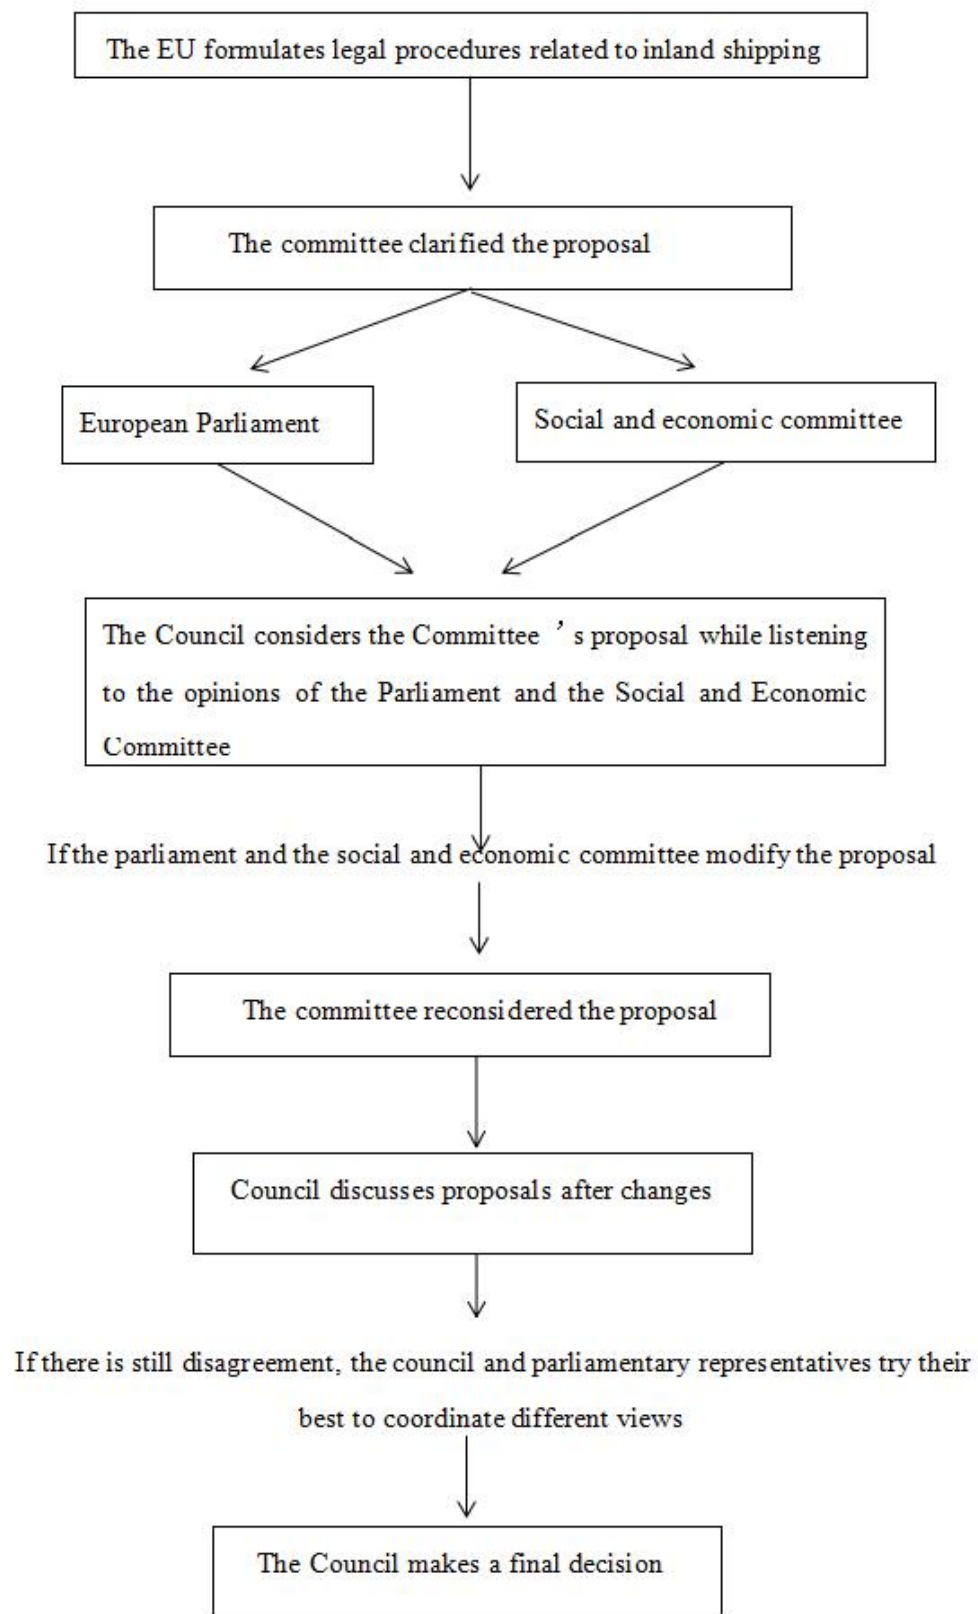 The EU formulates legal procedures related to inland shipping
The committee clarified the proposal
European Parliament
Social and economic committee
The Council considers the Committee ’s proposal while listening
to the opinions of the Parliament and the Social and Economic
Committee
If the parliament and the social and economic committee modify the proposal
The committee reconsidered the proposal
Council discusses proposals after changes
If there is still disagreement, the council and parliamentary representatives try their
best to coordinate different views
The Council makes a final decision